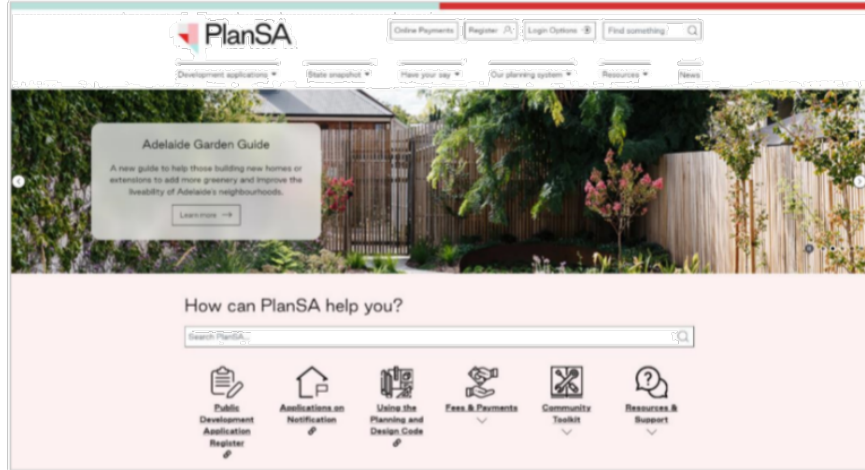 PlanSA
Online Payments
Register
Login Options
Find something
Development applications
State snapshot
Have your say
Our planning system
Resources
News
Adelaide Garden Guide
A new guide to help those building new homes or
extensions to add more greenery and improve the
liveability of Adelaide's neighbourhoods.
Learn more
How can PlanSA help you?
Search PlanSA...
Public
Development
Application
Register
Applications on
Notification
Using the
Planning and
Design Code
Fees & Payments
Community
Toolkit
Resources &
Support